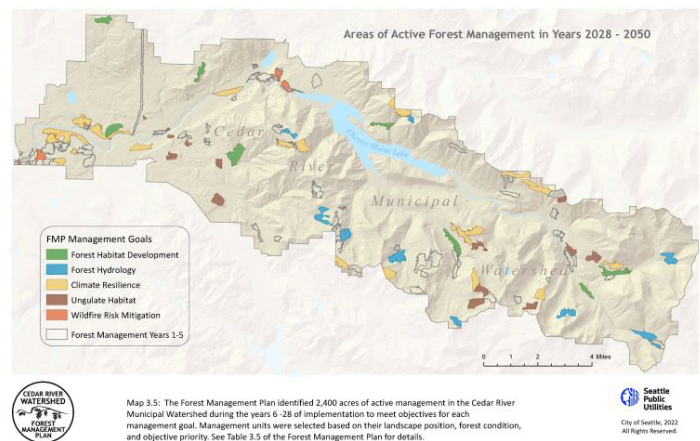 Areas of Active Forest Management in Years 2028 - 2050
Cedar
River
Municipal
Watershed
Chester Morse Lake
FMP Management Goals
Forest Habitat Development
Forest Hydrology
Climate Resilience
Ungulate Habitat
Wildfire Risk Mitigation
Forest Management Years 1-5
0 1 2 4 Miles
CEDAR RIVER
WATERSHED
FOREST
MANAGEMENT
PLAN
Map 3.5: The Forest Management Plan identified 2,400 acres of active management in the Cedar River
Municipal Watershed during the years 6 -28 of implementation to meet objectives for each
management goal. Management units were selected based on their landscape position, forest condition,
and objective priority. See Table 3.5 of the Forest Management Plan for details.
Seattle
Public
Utilities
City of Seattle, 2022
All Rights Reserved.